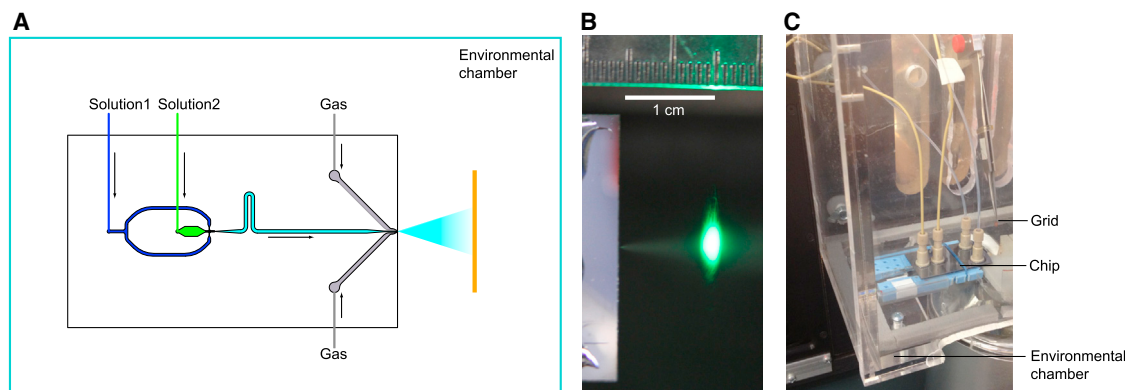 A
B
C
Environmental
chamber
Solution1
Solution2
Gas
1 cm
Grid
Chip
Gas
Environmental
chamber